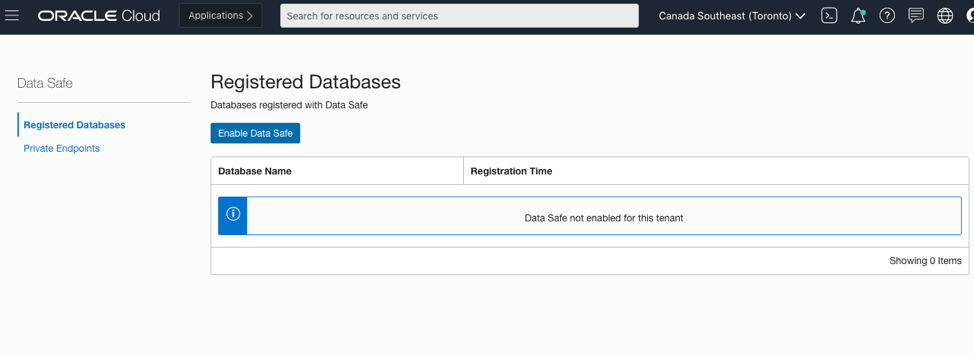 ORACLE Cloud
Applications
Search for resources and services
Canada Southeast (Toronto)
Data Safe
Registered Databases
Private Endpoints
Registered Databases
Databases registered with Data Safe
Enable Data Safe
Database Name Registration Time
Data Safe not enabled for this tenant
Showing 0 Items